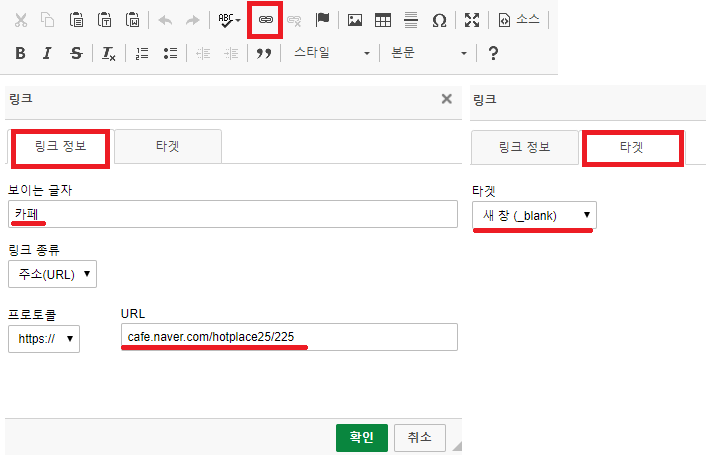 ABC Ω 소스
B I S Tx 스타일 본문 ?
링크
링크 정보 타겟
보이는 글자
카페
링크 종류
주소(URL)
프로토콜 URL
https:// cafe.naver.com/hotplace25/225
확인 취소
링크
링크 정보 타겟
타겟
새 창 (_blank)